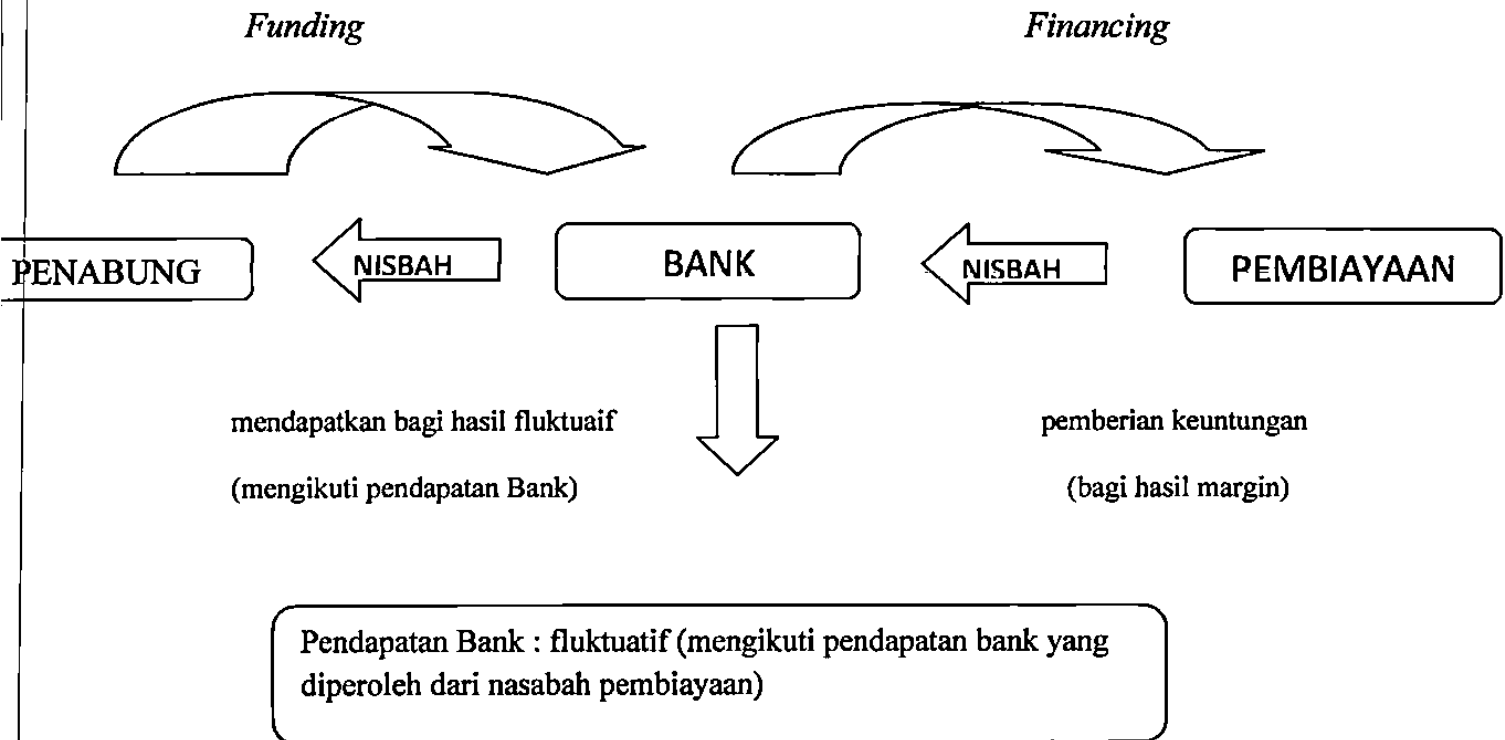 Funding
Financing
PENABUNG
NISBAH
BANK
NISBAH
PEMBIAYAAN
mendapatkan bagi hasil fluktuaif
(mengikuti pendapatan Bank)
pemberian keuntungan
(bagi hasil margin)
Pendapatan Bank : fluktuatif (mengikuti pendapatan bank yang
diperoleh dari nasabah pembiayaan)